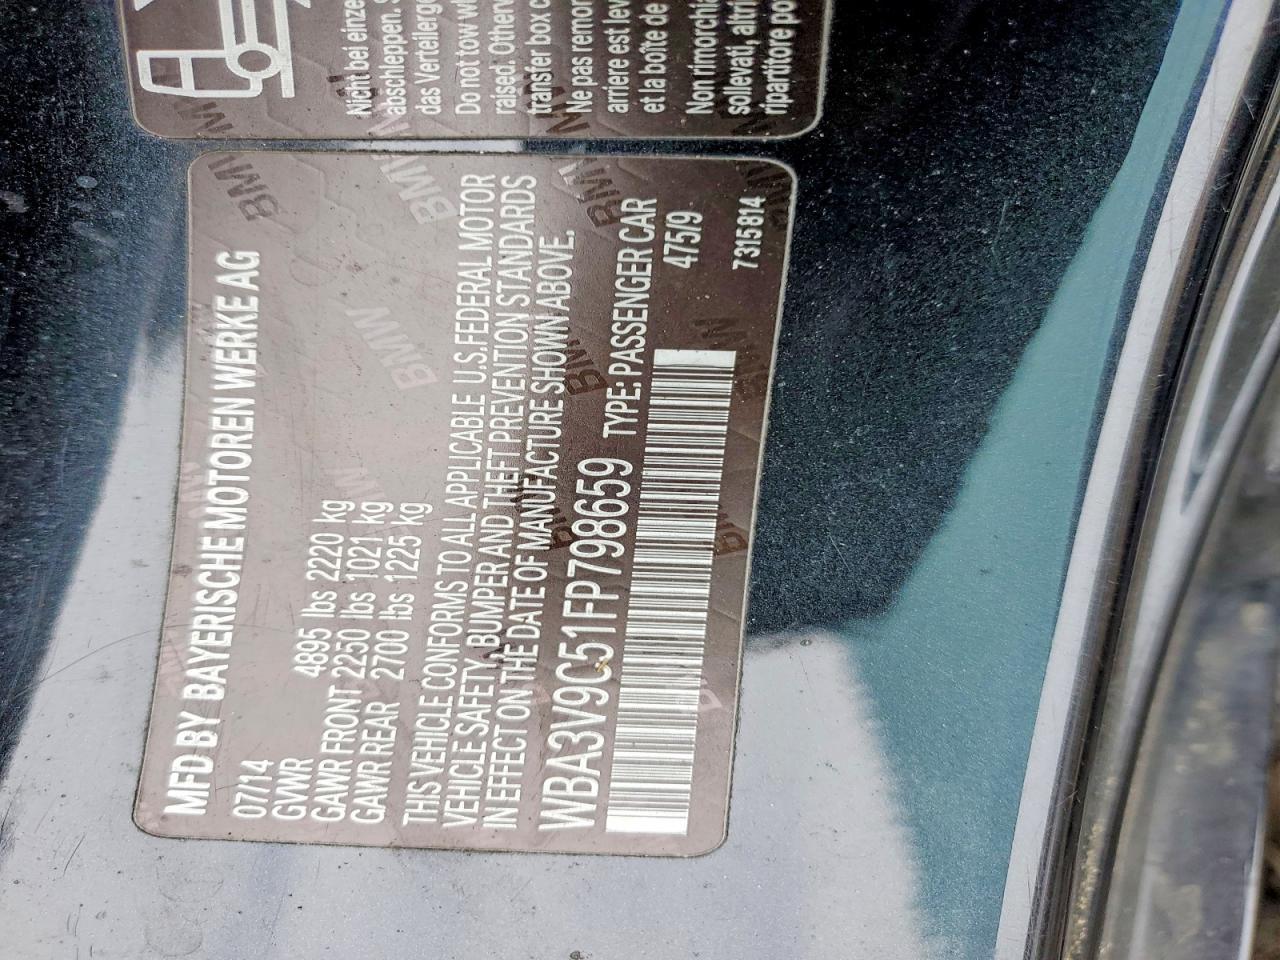 MFD BY BAYERISCHE MOTOREN WERKE AG
07/14
GVWR 4895 lbs 2220 kg
GAWR FRONT 2250 lbs 1021 kg
GAWR REAR 2700 lbs 1225 kg
THIS VEHICLE CONFORMS TO ALL APPLICABLE U.S.FEDERAL MOTOR
VEHICLE SAFETY, BUMPER AND THEFT PREVENTION STANDARDS
IN EFFECT ON THE DATE OF MANUFACTURE SHOWN ABOVE.
WBA3V9C51FP798659 TYPE: PASSENGER CAR
475/9
7315814
Nicht bei einze
abschleppen. S
das Verteilerge
Do not tow wi
raised. Otherw
transfer box c
Ne pas remor
arriere est lev
et la boîte de
Non rimorchia
sollevati, altri
ripartitore po